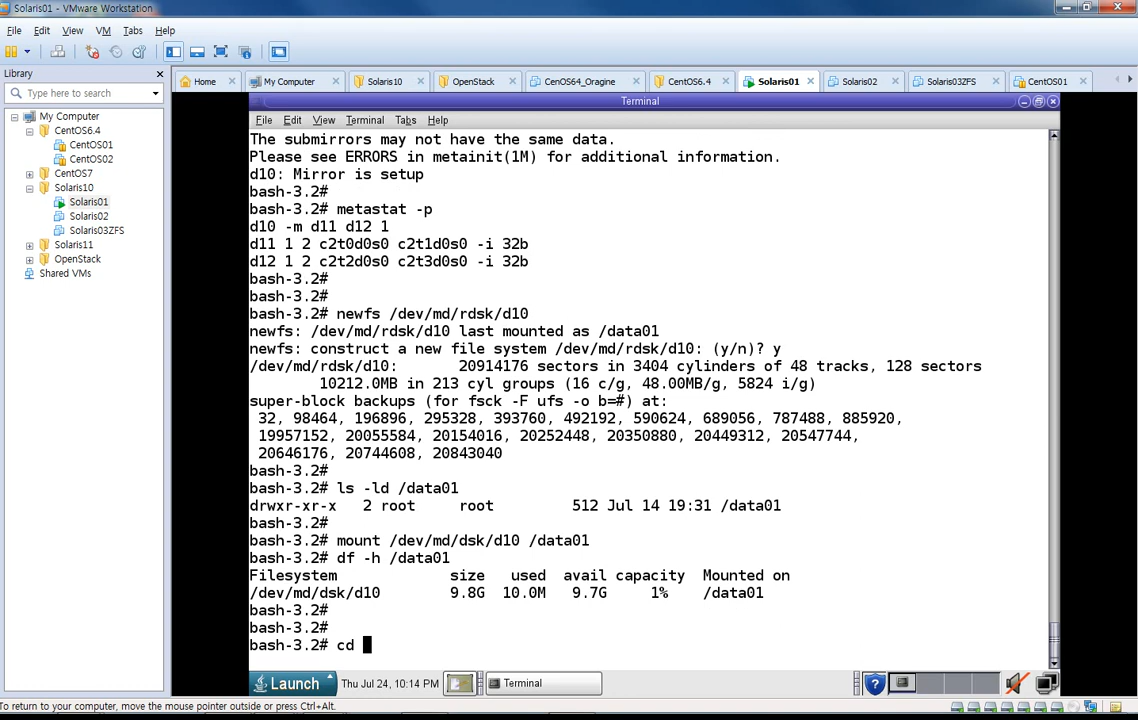 Solaris01 - VMware Workstation
File Edit View VM Tabs Help
Library
Type here to search
My Computer
CentOS6.4
CentOS01
CentOS02
CentOS7
Solaris10
Solaris01
Solaris02
Solaris03ZFS
Solaris11
OpenStack
Shared VMs
Home My Computer Solaris10 OpenStack CenOS64_Oragine CentOS6.4 Solaris01 Solaris02 Solaris03ZFS CentOS01
Terminal
File Edit View Terminal Tabs Help
The submirrors may not have the same data.
Please see ERRORS in metainit(1M) for additional information.
d10: Mirror is setup
bash-3.2#
bash-3.2# metastat -p
d10 -m d11 d12 1
d11 1 2 c2t0d0s0 c2t1d0s0 -i 32b
d12 1 2 c2t2d0s0 c2t3d0s0 -i 32b
bash-3.2#
bash-3.2#
bash-3.2# newfs /dev/md/rdsk/d10
newfs: /dev/md/rdsk/d10 last mounted as /data01
newfs: construct a new file system /dev/md/rdsk/d10: (y/n)? y
/dev/md/rdsk/d10: 20914176 sectors in 3404 cylinders of 48 tracks, 128 sectors
10212.0MB in 213 cyl groups (16 c/g, 48.00MB/g, 5824 i/g)
super-block backups (for fsck -F ufs -o b=#) at:
32, 98464, 196896, 295328, 393760, 492192, 590624, 689056, 787488, 885920,
19957152, 20055584, 20154016, 20252448, 20350880, 20449312, 20547744,
20646176, 20744608, 20843040
bash-3.2#
bash-3.2# ls -ld /data01
drwxr-xr-x 2 root root 512 Jul 14 19:31 /data01
bash-3.2#
bash-3.2# mount /dev/md/dsk/d10 /data01
bash-3.2# df -h /data01
Filesystem size used avail capacity Mounted on
/dev/md/dsk/d10 9.8G 10.0M 9.7G 1% /data01
bash-3.2#
bash-3.2#
bash-3.2# cd
Launch Thu Jul 24, 10:14 PM Terminal
To return to your computer, move the mouse pointer outside or press Ctrl+Alt.